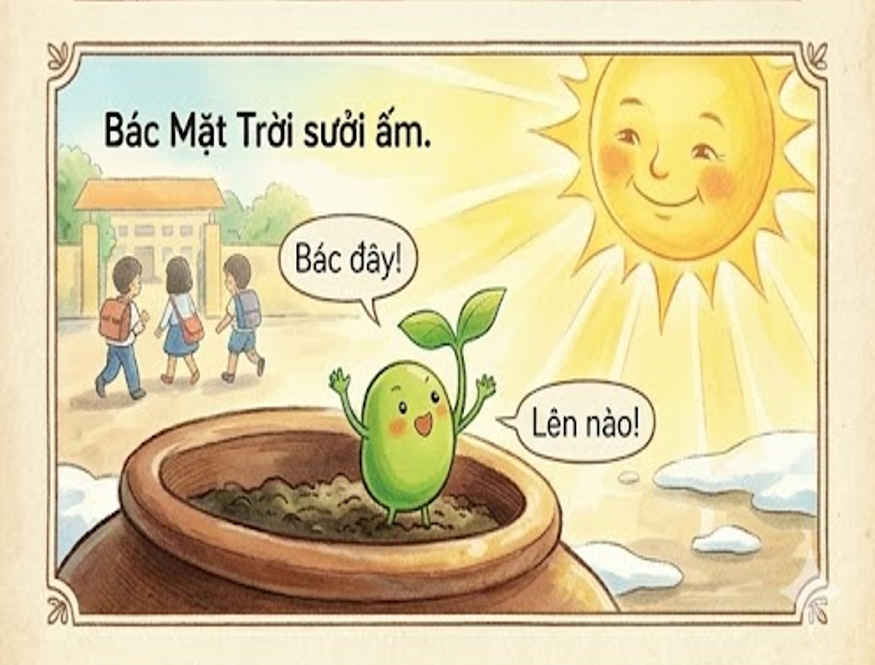 Bác Mặt Trời sưởi ấm.
Bác đây!
Lên nào!